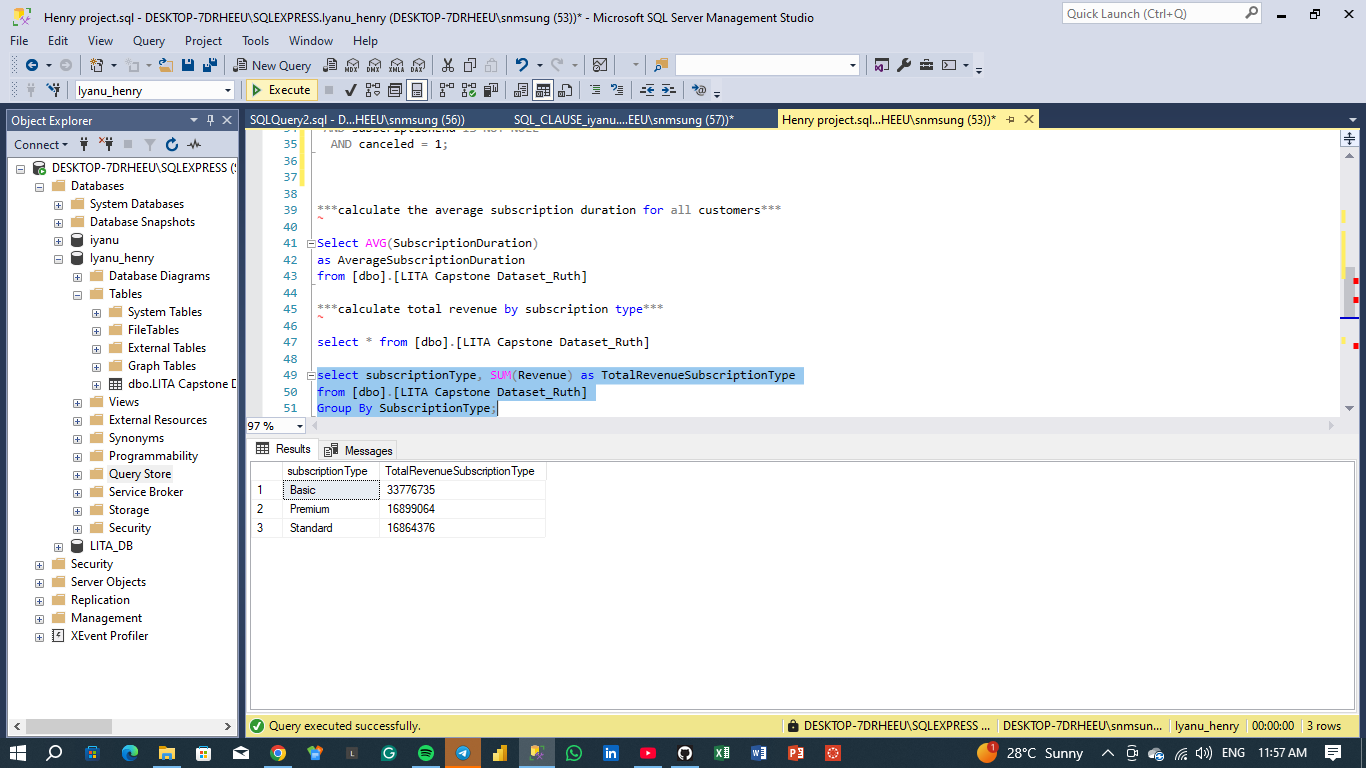 Henry project.sql - DESKTOP-7DRHEEU\SQLEXPRESS.Iyanu_henry (DESKTOP-7DRHEEU\snmsung (53))* - Microsoft SQL Server Management Studio
Quick Launch (Ctrl+Q)
File Edit View Query Project Tools Window Help
New Query MDX DMX XMLA DAX
Iyanu_henry Execute
Object Explorer
SQLQuery2.sql - D...HEEU\snmsung (56)) SQL_CLAUSE_iyanu....EEU\snmsung (57))* Henry project.sql...HEEU\snmsung (53))*
Connect
DESKTOP-7DRHEEU\SQLEXPRESS (
Databases
System Databases
Database Snapshots
iyanu
Iyanu_henry
Database Diagrams
Tables
System Tables
FileTables
External Tables
Graph Tables
dbo.LITA Capstone D
Views
External Resources
Synonyms
Programmability
Query Store
Service Broker
Storage
Security
LITA_DB
Security
Server Objects
Replication
Management
XEvent Profiler
34 AND subscriptionEnd is NOT NULL
35 AND canceled = 1;
36
37
38
39 ***calculate the average subscription duration for all customers***
40
41 Select AVG(SubscriptionDuration)
42 as AverageSubscriptionDuration
43 from [dbo].[LITA Capstone Dataset_Ruth]
44
45 ***calculate total revenue by subscription type***
46
47 select * from [dbo].[LITA Capstone Dataset_Ruth]
48
49 select subscriptionType, SUM(Revenue) as TotalRevenueSubscriptionType
50 from [dbo].[LITA Capstone Dataset_Ruth]
51 Group By SubscriptionType;
97 %
Results Messages
subscriptionType TotalRevenueSubscriptionType
1 Basic 33776735
2 Premium 16899064
3 Standard 16864376
Query executed successfully. DESKTOP-7DRHEEU\SQLEXPRESS ... DESKTOP-7DRHEEU\snmsun... Iyanu_henry 00:00:00 3 rows
1 28°C Sunny ENG 11:57 AM